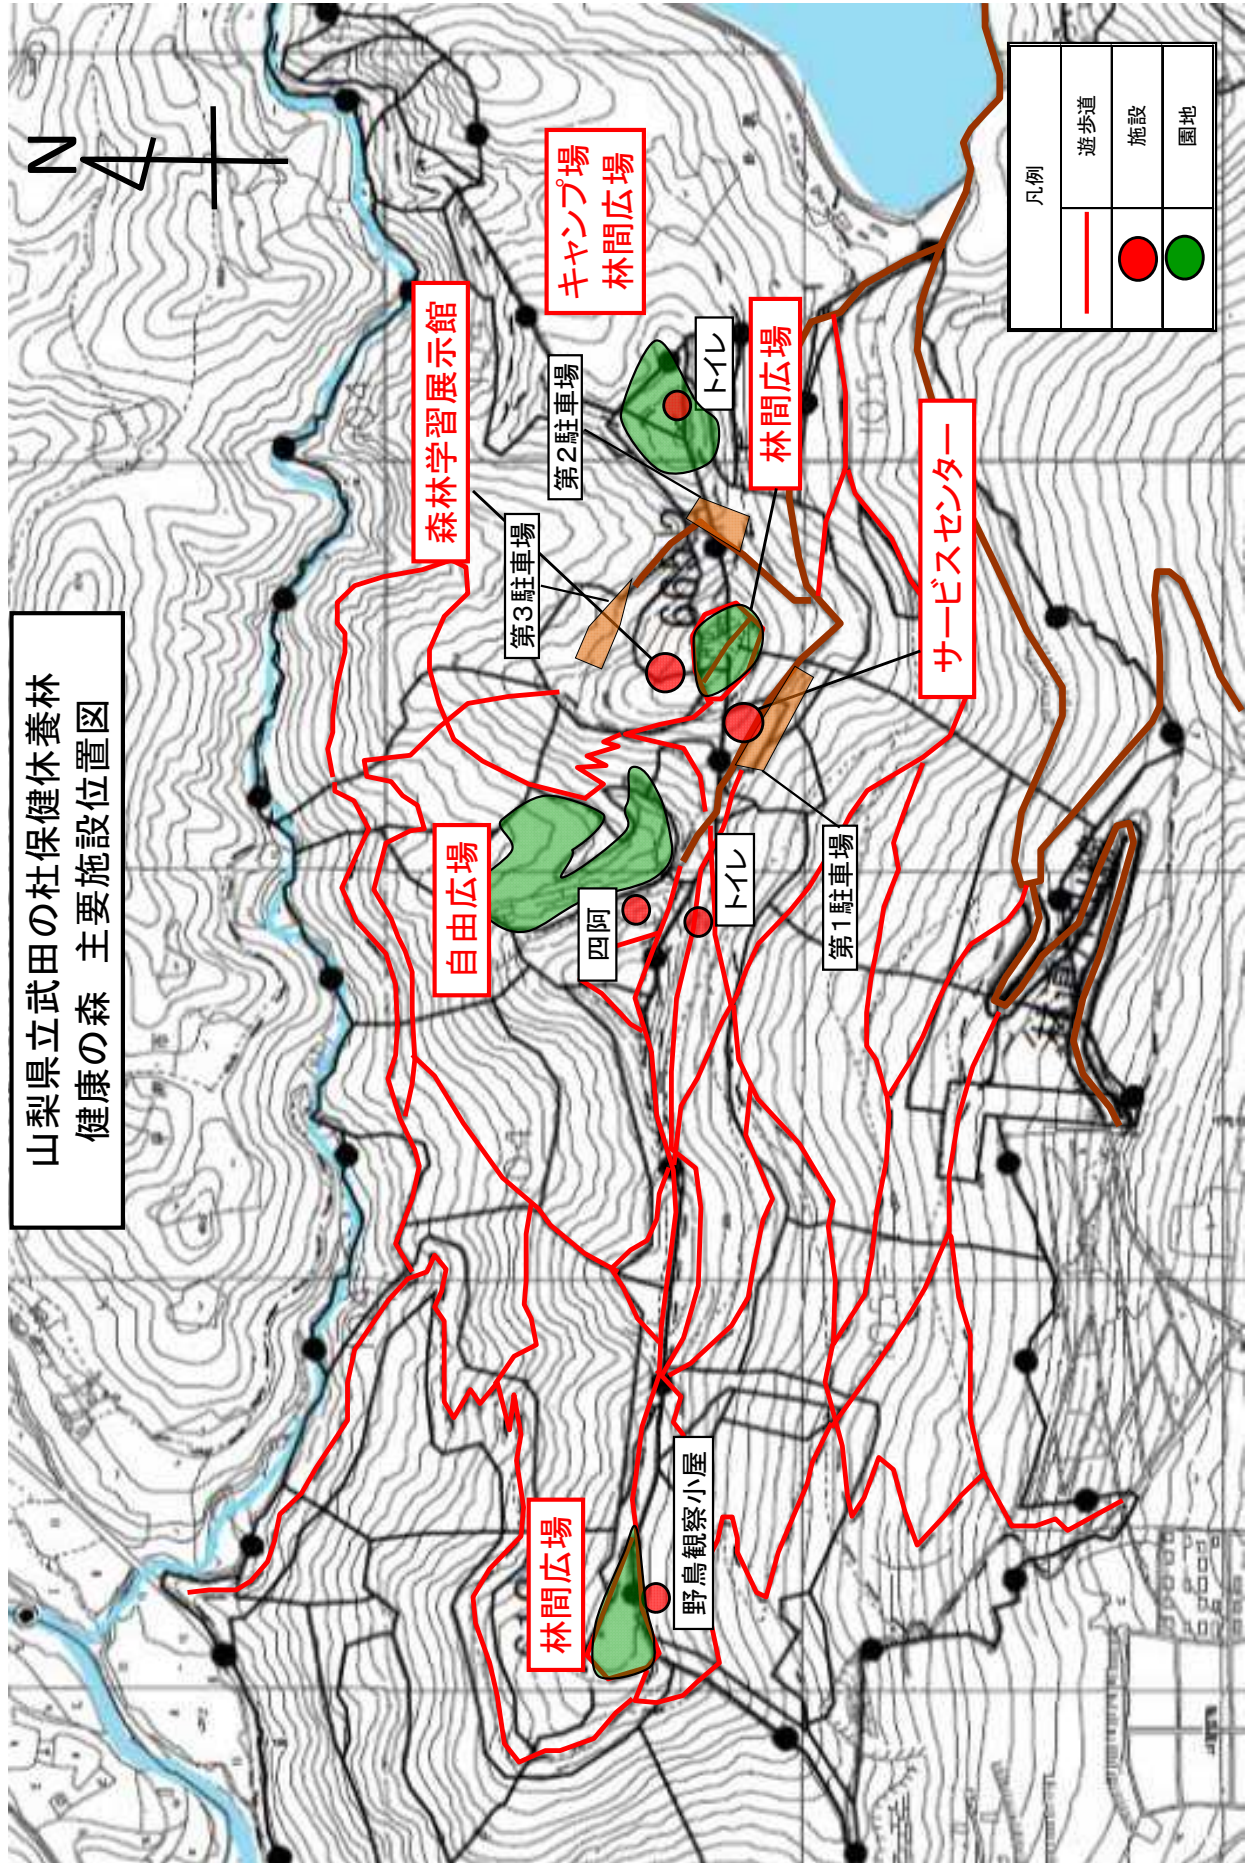 山梨県立武田の杜保健休養林
健康の森 主要施設位置図
N
林間広場
野鳥観察小屋
自由広場
四阿
トイレ
第1駐車場
森林学習展示館
第3駐車場
第2駐車場
サービスセンター
林間広場
キャンプ場
林間広場
トイレ
凡例
遊歩道
施設
園地